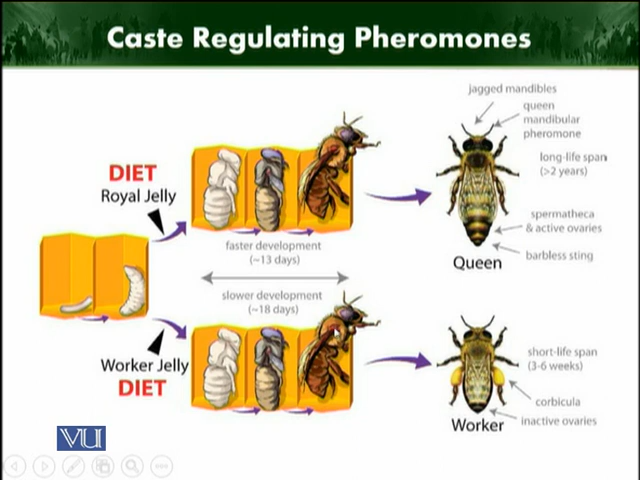 Caste Regulating Pheromones
jagged mandibles
queen
mandibular
pheromone
long-life span
(>2 years)
spermatheca
& active ovaries
barbless sting
Queen
DIET
Royal Jelly
faster development
(~13 days)
slower development
(~18 days)
Worker Jelly
DIET
short-life span
(3-6 weeks)
corbicula
inactive ovaries
Worker
VU